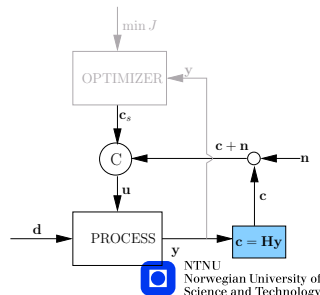 min J
OPTIMIZER
y
c_s
c + n
n
C
u
c
d
PROCESS
y
c = Hy
NTNU
Norwegian University of
Science and Technology